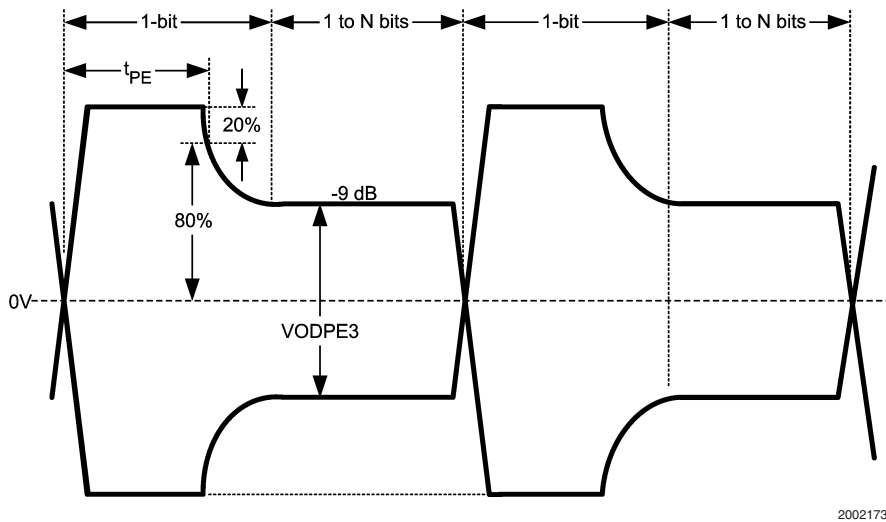 1-bit
1 to N bits
1-bit
1 to N bits
tPE
20%
-9 dB
80%
0V
VODPE3
2002173